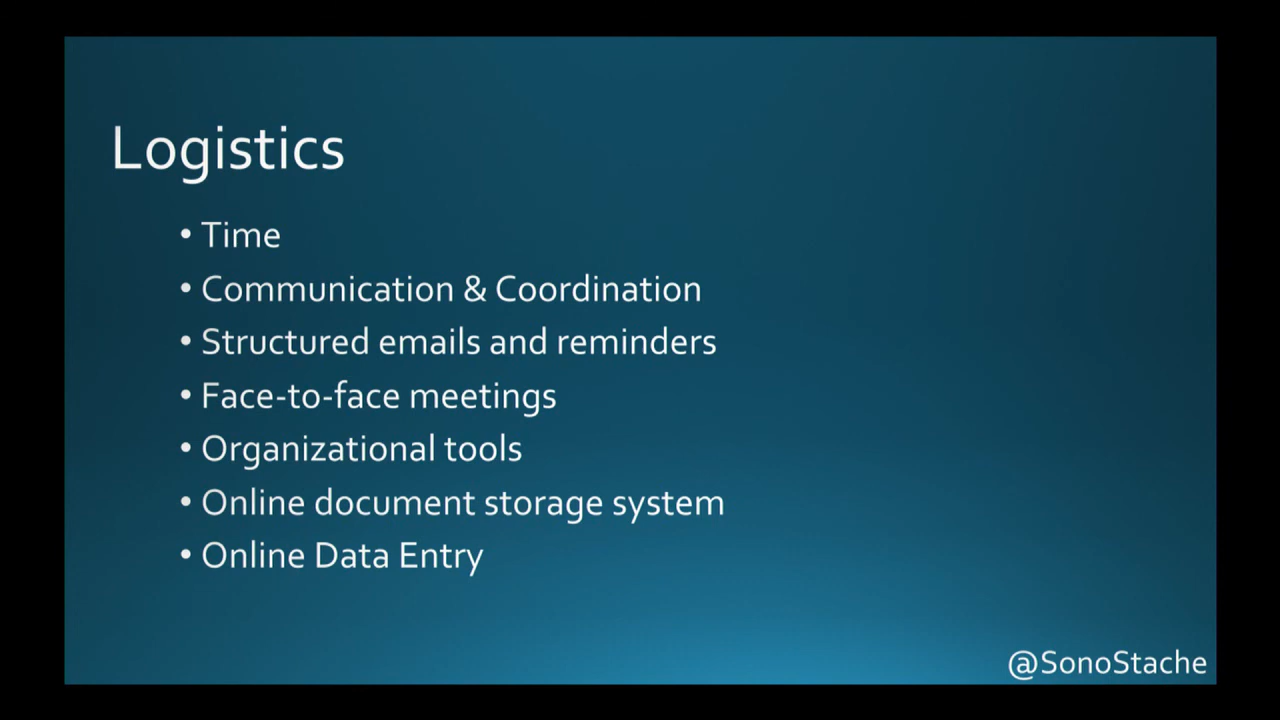 Logistics
• Time
• Communication & Coordination
• Structured emails and reminders
• Face-to-face meetings
• Organizational tools
• Online document storage system
• Online Data Entry
@SonoStache